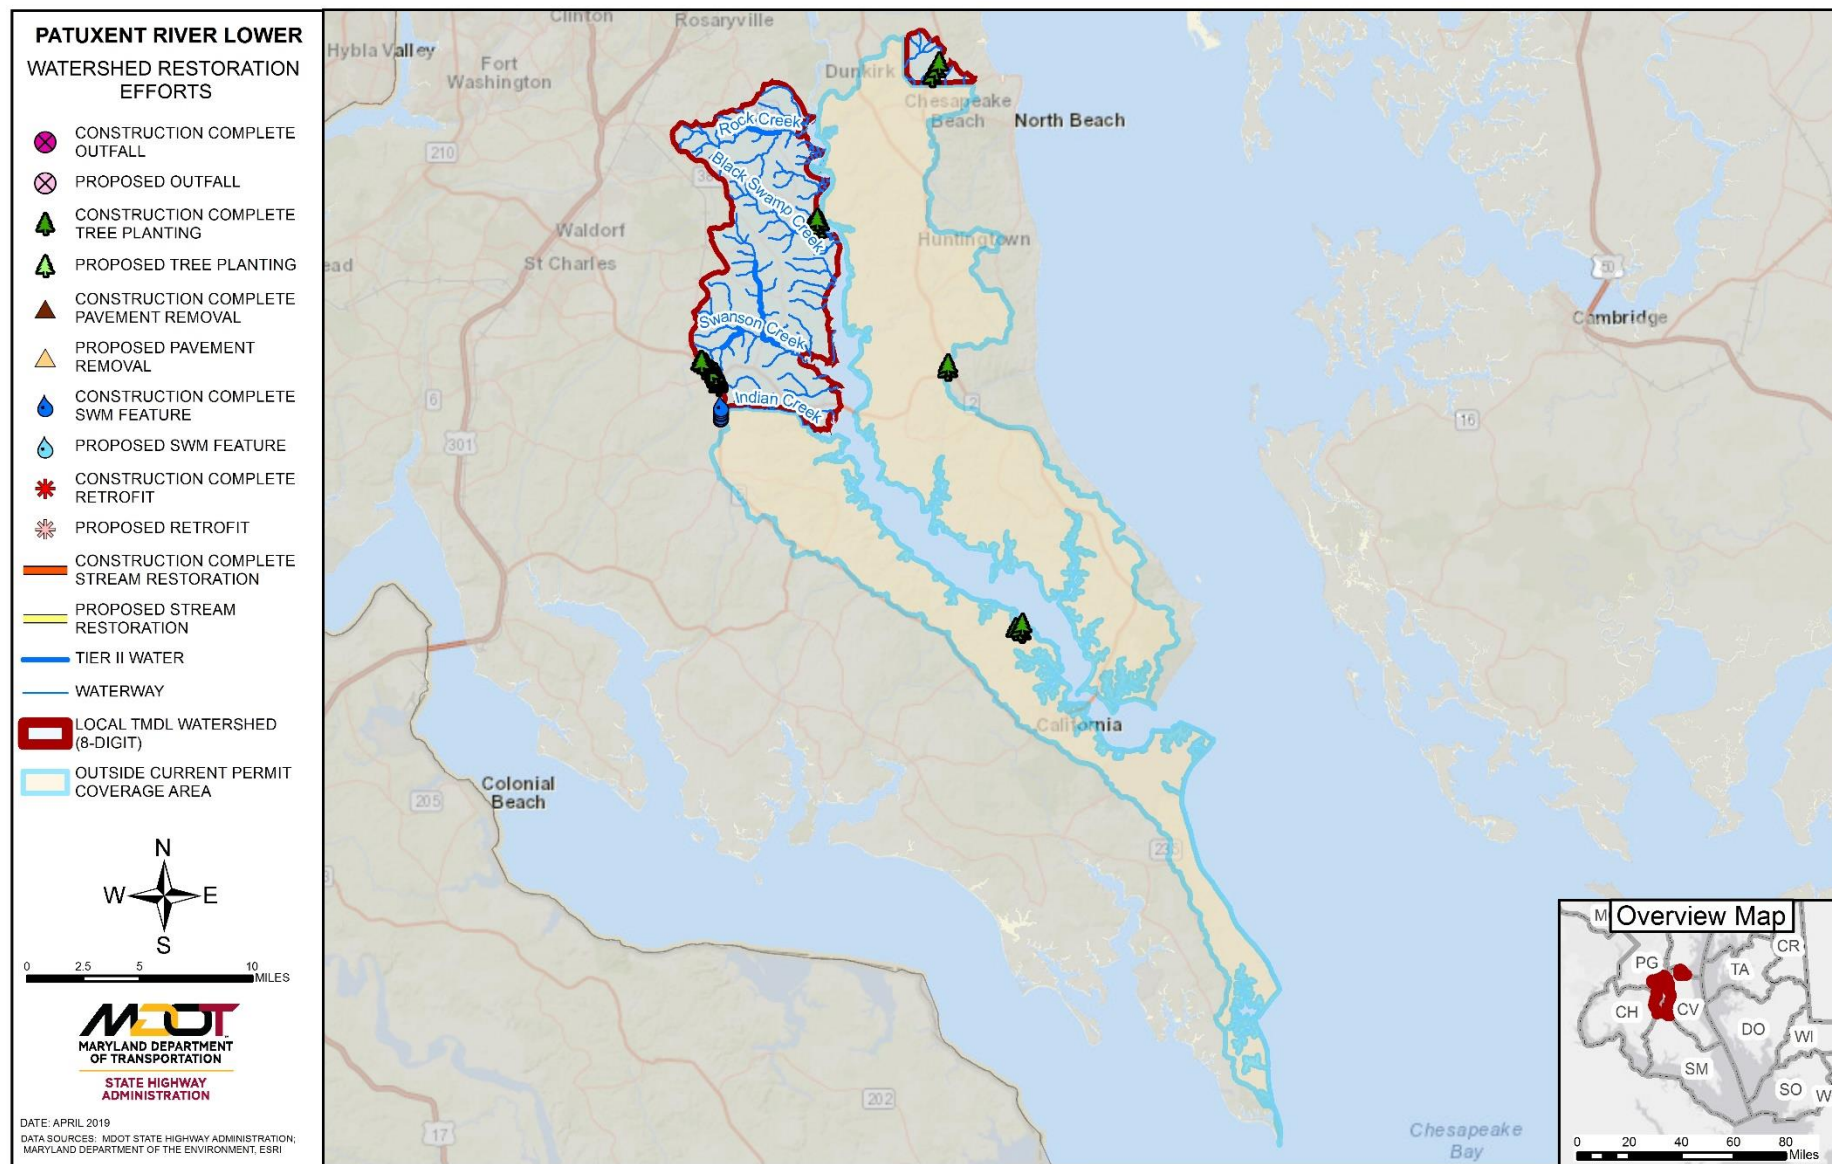 PATUXENT RIVER LOWER
WATERSHED RESTORATION
EFFORTS
CONSTRUCTION COMPLETE
OUTFALL
PROPOSED OUTFALL
CONSTRUCTION COMPLETE
TREE PLANTING
PROPOSED TREE PLANTING
CONSTRUCTION COMPLETE
PAVEMENT REMOVAL
PROPOSED PAVEMENT
REMOVAL
CONSTRUCTION COMPLETE
SWM FEATURE
PROPOSED SWM FEATURE
CONSTRUCTION COMPLETE
RETROFIT
PROPOSED RETROFIT
CONSTRUCTION COMPLETE
STREAM RESTORATION
PROPOSED STREAM
RESTORATION
TIER II WATER
WATERWAY
LOCAL TMDL WATERSHED
(8-DIGIT)
OUTSIDE CURRENT PERMIT
COVERAGE AREA
N
W
E
S
0 2.5 5 10
MILES
MDOT
MARYLAND DEPARTMENT
OF TRANSPORTATION
STATE HIGHWAY
ADMINISTRATION
DATE: APRIL 2019
DATA SOURCES: MDOT STATE HIGHWAY ADMINISTRATION;
MARYLAND DEPARTMENT OF THE ENVIRONMENT, ESRI
Clinton
Rosaryville
Hybla Valley
Fort
Washington
Dunkirk
Chesapeake
Beach
North Beach
Rock Creek
210
Black Swamp Creek
Waldorf
St Charles
ead
Huntingtown
50
Cambridge
Swanson Creek
Indian Creek
6
2
16
301
5
California
Colonial
Beach
205
235
202
17
Chesapeake
Bay
Overview Map
M
CR
PG
TA
CH
CV
DO
WI
SM
SO
W
0 20 40 60 80
Miles